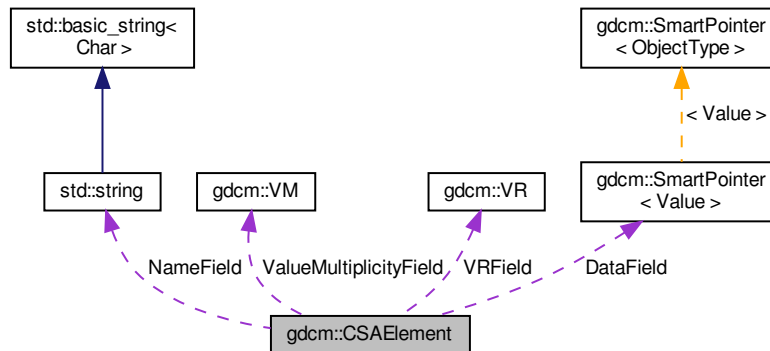 std::basic_string<
Char >
gdcm::SmartPointer
< ObjectType >
< Value >
std::string
gdcm::VM
gdcm::VR
gdcm::SmartPointer
< Value >
NameField
ValueMultiplicityField
VRField
DataField
gdcm::CSAElement